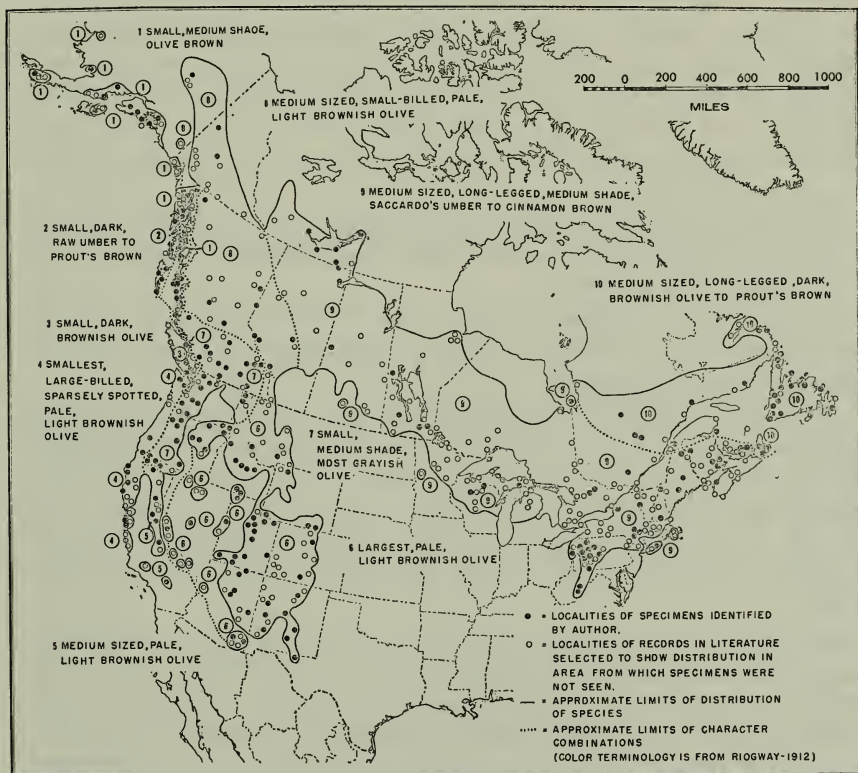 1 SMALL, MEDIUM SHADE,
OLIVE BROWN
8 MEDIUM SIZED, SMALL-BILLED, PALE,
LIGHT BROWNISH OLIVE
200 0 200 400 600 800 1000
MILES
9 MEDIUM SIZED, LONG-LEGGED, MEDIUM SHADE,
SACCARDO'S UMBER TO CINNAMON BROWN
2 SMALL, DARK,
RAW UMBER TO
PROUT'S BROWN
10 MEDIUM SIZED, LONG-LEGGED, DARK,
BROWNISH OLIVE TO PROUT'S BROWN
3 SMALL, DARK,
BROWNISH OLIVE
4 SMALLEST,
LARGE-BILLED,
SPARSELY SPOTTED,
PALE,
LIGHT BROWNISH
OLIVE
7 SMALL,
MEDIUM SHADE,
MOST GRAYISH
OLIVE
6 LARGEST, PALE,
LIGHT BROWNISH OLIVE
5 MEDIUM SIZED, PALE,
LIGHT BROWNISH OLIVE
● = LOCALITIES OF SPECIMENS IDENTIFIED
BY AUTHOR.
○ = LOCALITIES OF RECORDS IN LITERATURE
SELECTED TO SHOW DISTRIBUTION IN
AREA FROM WHICH SPECIMENS WERE
NOT SEEN.
— = APPROXIMATE LIMITS OF DISTRIBUTION
OF SPECIES
..... = APPROXIMATE LIMITS OF CHARACTER
COMBINATIONS
(COLOR TERMINOLOGY IS FROM RIDGWAY-1912)